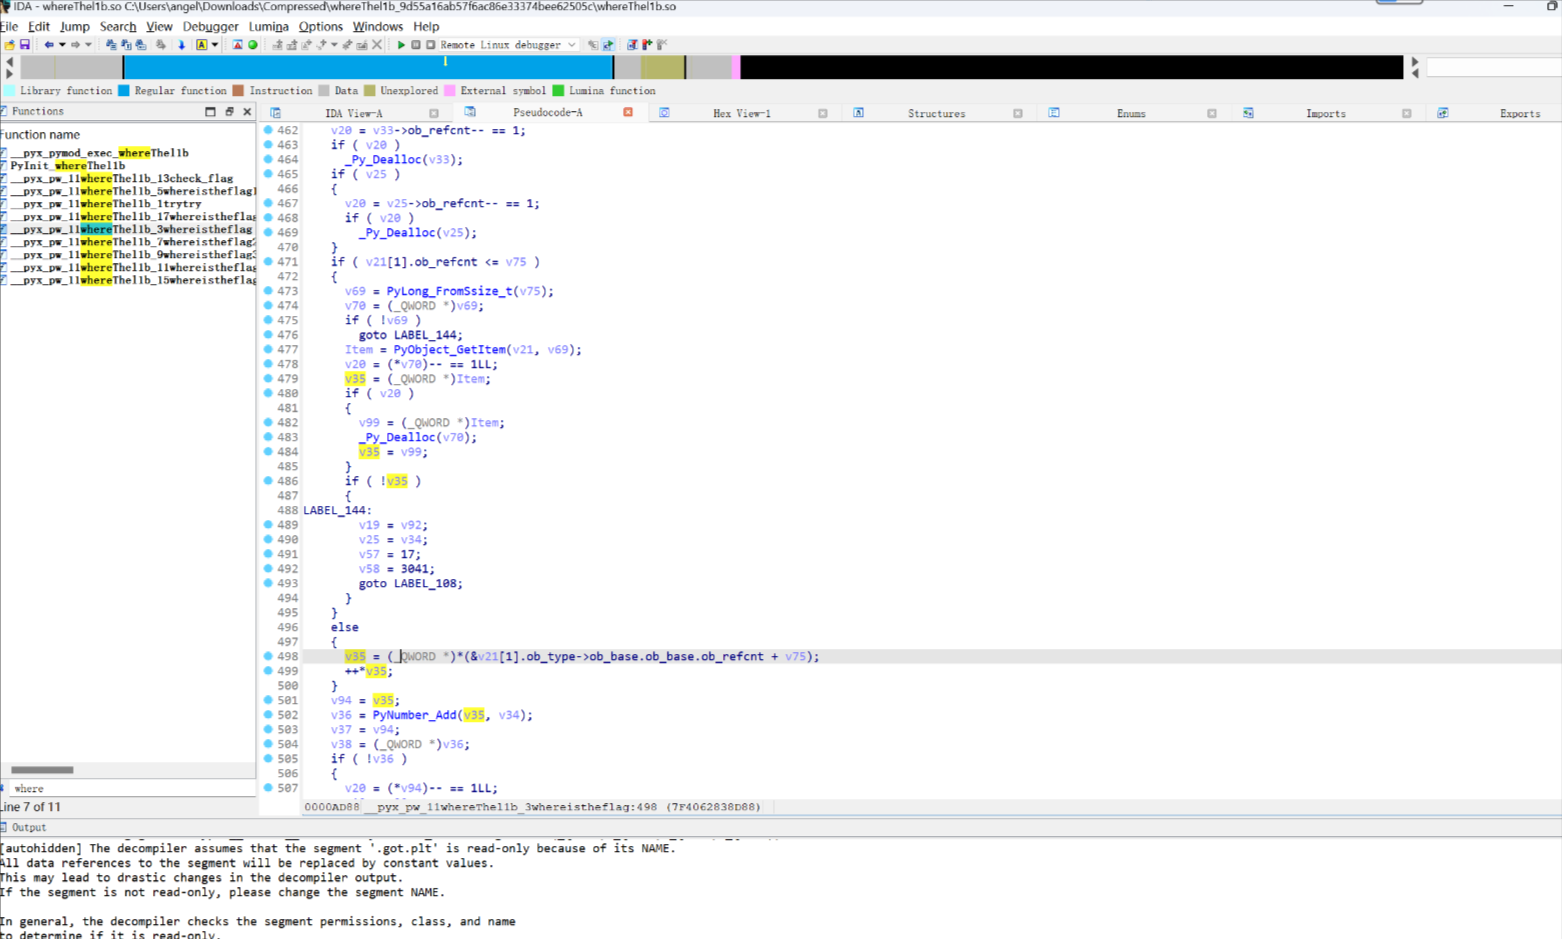 IDA - whereThel1b.so C:\Users\angel\Downloads\Compressed\whereThel1b_9d55a16ab57f6ac86e33374bee62505c\whereThel1b.so
File Edit Jump Search View Debugger Lumina Options Windows Help
Remote Linux debugger
Library function Regular function Instruction Data Unexplored External symbol Lumina function
Functions
IDA View-A Pseudocode-A Hex View-1 Structures Enums Imports Exports
Function name
__pyx_pymod_exec_whereThel1b
PyInit_whereThel1b
__pyx_pw_11whereThel1b_13check_flag
__pyx_pw_11whereThel1b_5whereistheflag1
__pyx_pw_11whereThel1b_1trytry
__pyx_pw_11whereThel1b_17whereistheflag
__pyx_pw_11whereThel1b_3whereistheflag
__pyx_pw_11whereThel1b_7whereistheflag2
__pyx_pw_11whereThel1b_9whereistheflag3
__pyx_pw_11whereThel1b_11whereistheflag
__pyx_pw_11whereThel1b_15whereistheflag
where
Line 7 of 11
462 v20 = v33->ob_refcnt-- == 1;
463 if ( v20 )
464 _Py_Dealloc(v33);
465 if ( v25 )
466 {
467 v20 = v25->ob_refcnt-- == 1;
468 if ( v20 )
469 _Py_Dealloc(v25);
470 }
471 if ( v21[1].ob_refcnt <= v75 )
472 {
473 v69 = PyLong_FromSsize_t(v75);
474 v70 = (_QWORD *)v69;
475 if ( !v69 )
476 goto LABEL_144;
477 Item = PyObject_GetItem(v21, v69);
478 v20 = (*v70)-- == 1LL;
479 v35 = (_QWORD *)Item;
480 if ( v20 )
481 {
482 v99 = (_QWORD *)Item;
483 _Py_Dealloc(v70);
484 v35 = v99;
485 }
486 if ( !v35 )
487 {
488 LABEL_144:
489 v19 = v92;
490 v25 = v34;
491 v57 = 17;
492 v58 = 3041;
493 goto LABEL_108;
494 }
495 }
496 else
497 {
498 v35 = (_QWORD *)*(&v21[1].ob_type->ob_base.ob_base.ob_refcnt + v75);
499 ++*v35;
500 }
501 v94 = v35;
502 v36 = PyNumber_Add(v35, v34);
503 v37 = v94;
504 v38 = (_QWORD *)v36;
505 if ( !v36 )
506 {
507 v20 = (*v94)-- == 1LL;
0000AD88 __pyx_pw_11whereThel1b_3whereistheflag:498 (7F4062838D88)
Output
[autohidden] The decompiler assumes that the segment '.got.plt' is read-only because of its NAME.
All data references to the segment will be replaced by constant values.
This may lead to drastic changes in the decompiler output.
If the segment is not read-only, please change the segment NAME.
In general, the decompiler checks the segment permissions, class, and name
to determine if it is read-only.